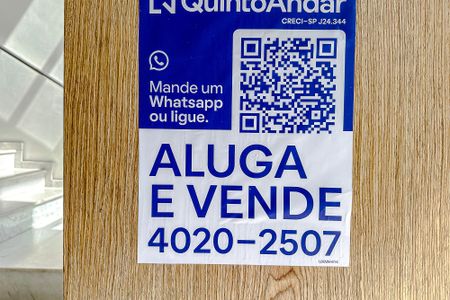 QuintoAndar
CRECI-SP J24.344
Mande um
Whatsapp
ou ligue.
ALUGA
E VENDE
4020-2507